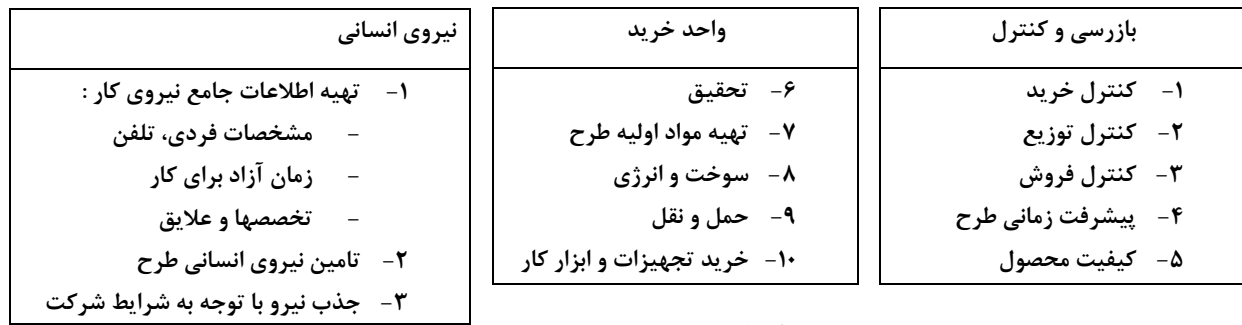 بازرسی و کنترل
۱- کنترل خرید
۲- کنترل توزیع
۳- کنترل فروش
۴- پیشرفت زمانی طرح
۵- کیفیت محصول
واحد خرید
۶- تحقیق
۷- تهیه مواد اولیه طرح
۸- سوخت و انرژی
۹- حمل و نقل
۱۰- خرید تجهیزات و ابزار کار
نیروی انسانی
۱- تهیه اطلاعات جامع نیروی کار :
- مشخصات فردی، تلفن
- زمان آزاد برای کار
- تخصصها و علایق
۲- تامین نیروی انسانی طرح
۳- جذب نیرو با توجه به شرایط شرکت